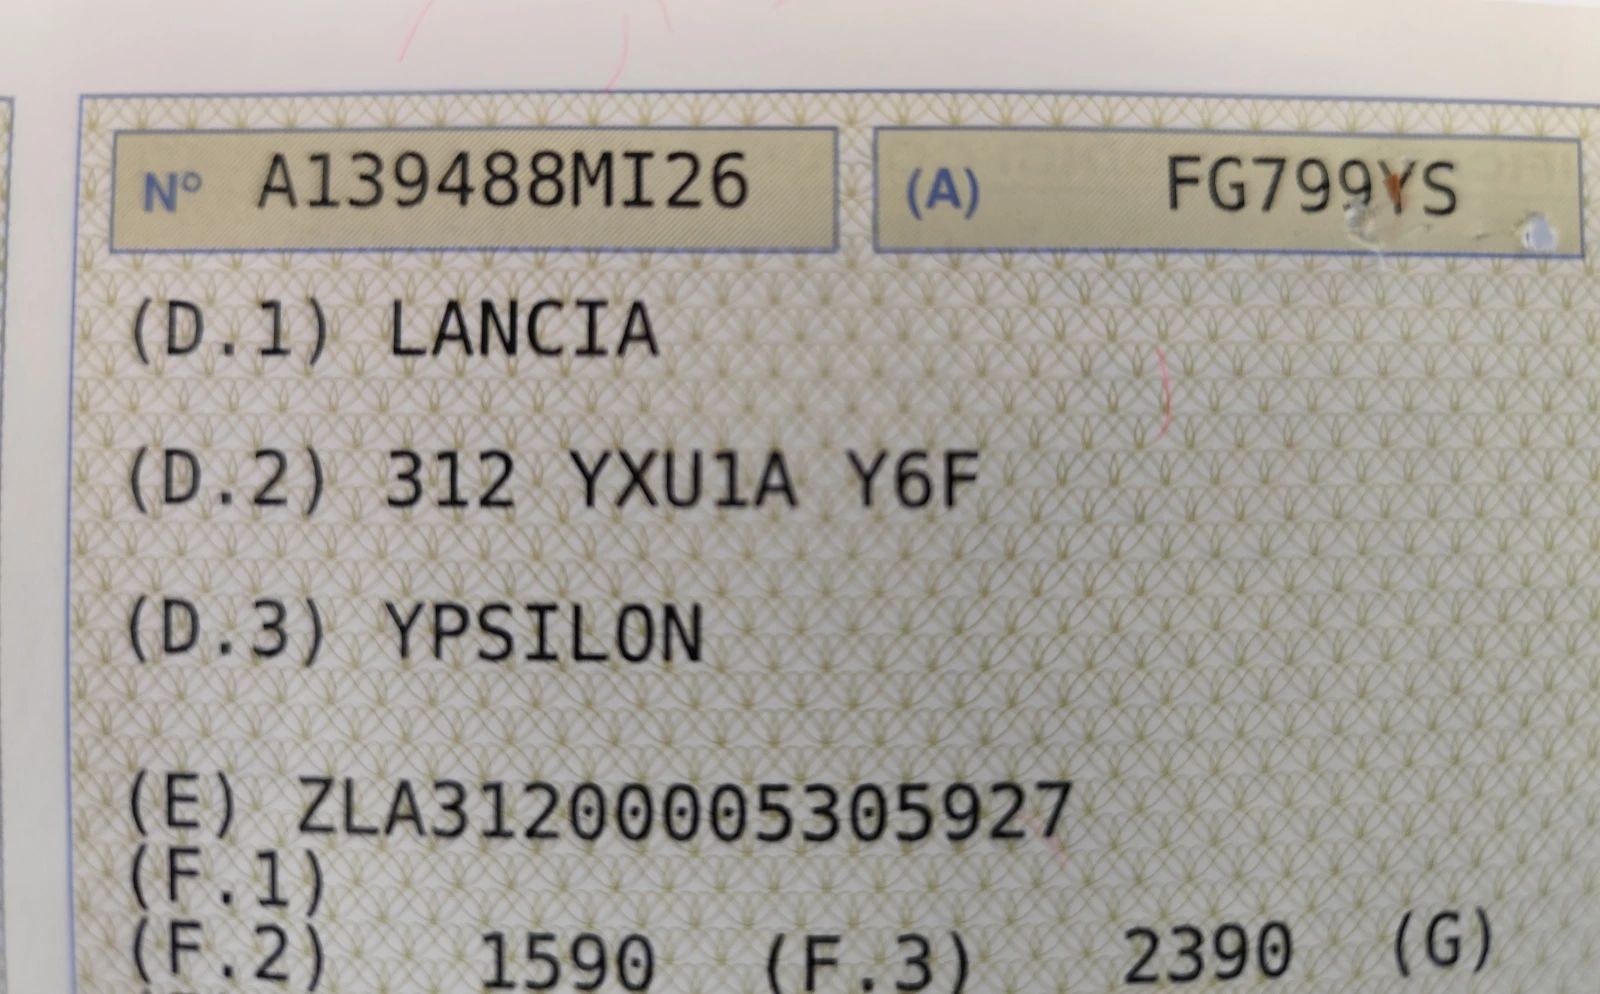 N° A139488MI26 (A) FG799YS
(D.1) LANCIA
(D.2) 312 YXU1A Y6F
(D.3) YPSILON
(E) ZLA31200005305927
(F.1)
(F.2) 1590 (F.3) 2390 (G)